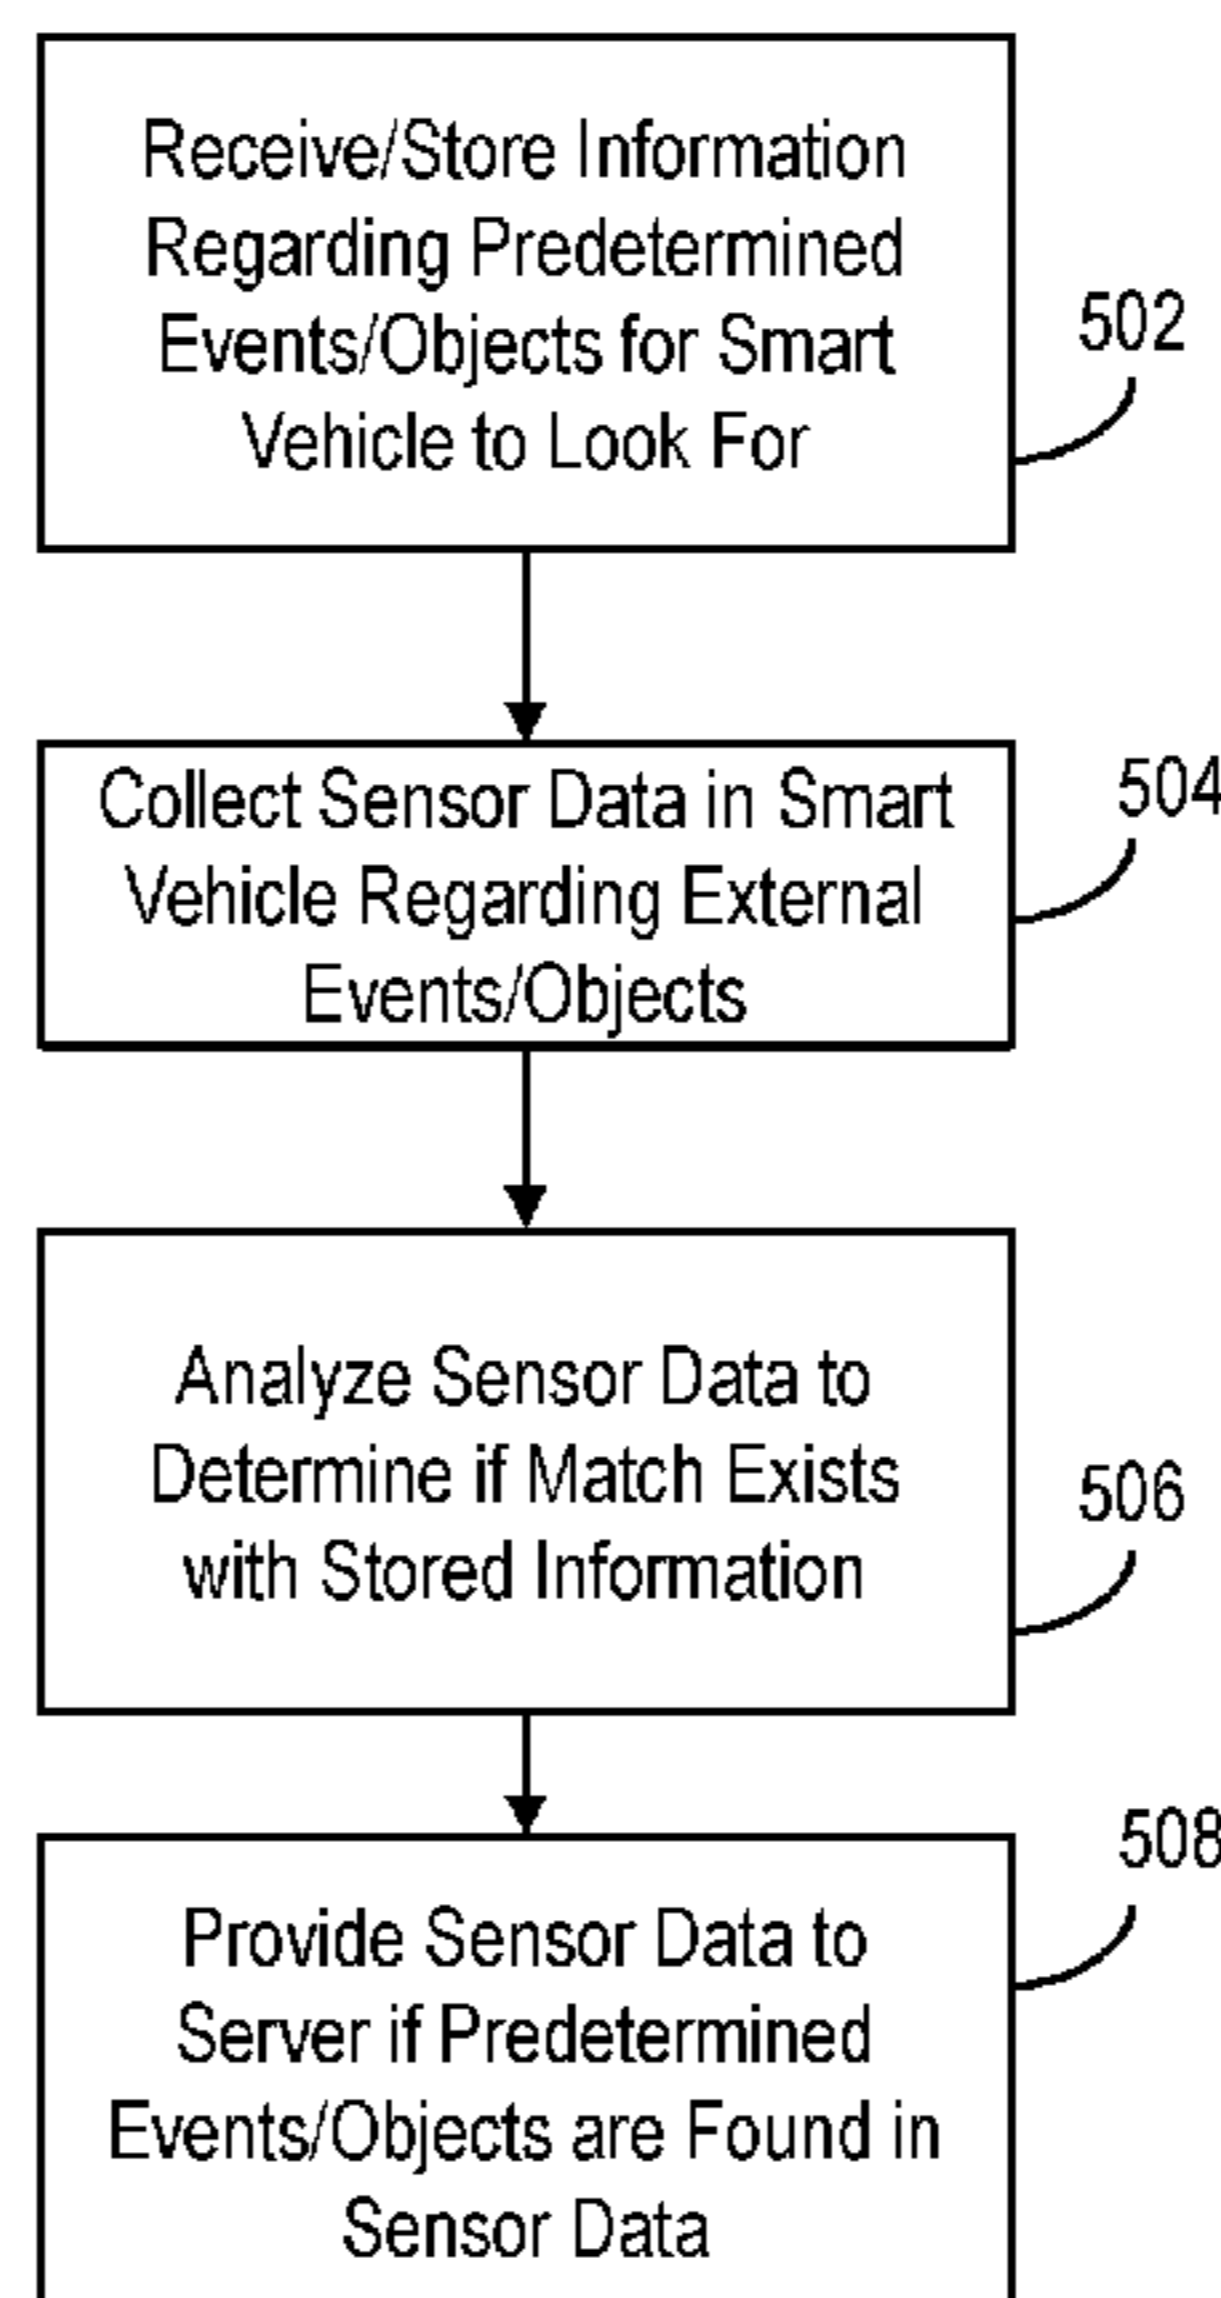 Receive/Store Information
Regarding Predetermined
Events/Objects for Smart
Vehicle to Look For
502
Collect Sensor Data in Smart
Vehicle Regarding External
Events/Objects
504
Analyze Sensor Data to
Determine if Match Exists
with Stored Information
506
Provide Sensor Data to
Server if Predetermined
Events/Objects are Found in
Sensor Data
508